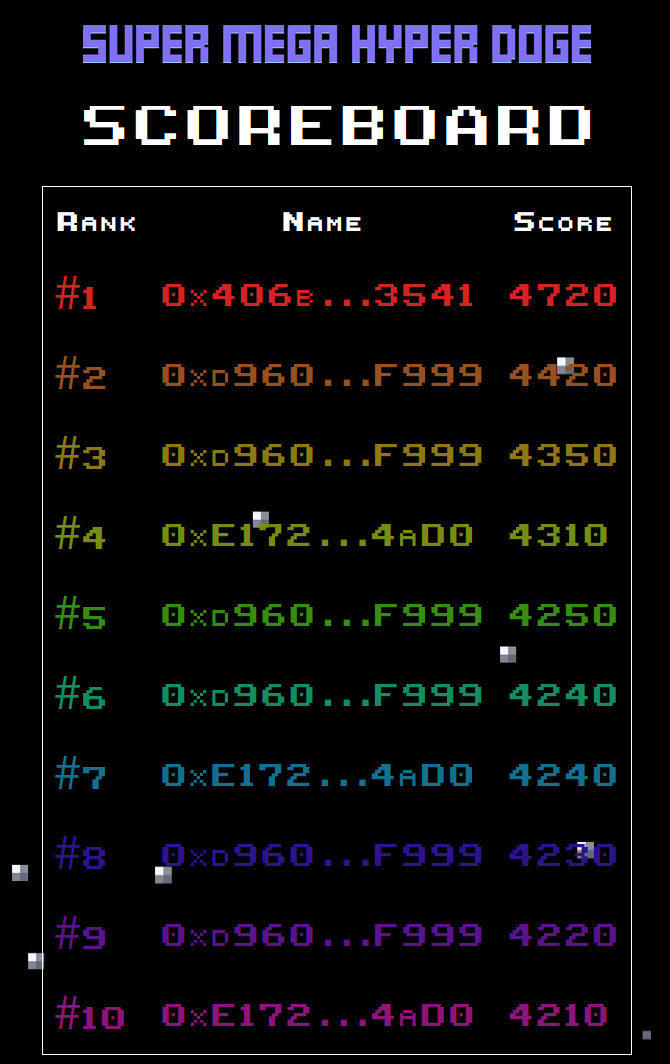 SUPER MEGA HYPER DOGE
SCOREBOARD
Rank Name Score
#1 0x406b...3541 4720
#2 0xd960...F999 4420
#3 0xd960...F999 4350
#4 0xE172...4aD0 4310
#5 0xd960...F999 4250
#6 0xd960...F999 4240
#7 0xE172...4aD0 4240
#8 0xd960...F999 4230
#9 0xd960...F999 4220
#10 0xE172...4aD0 4210